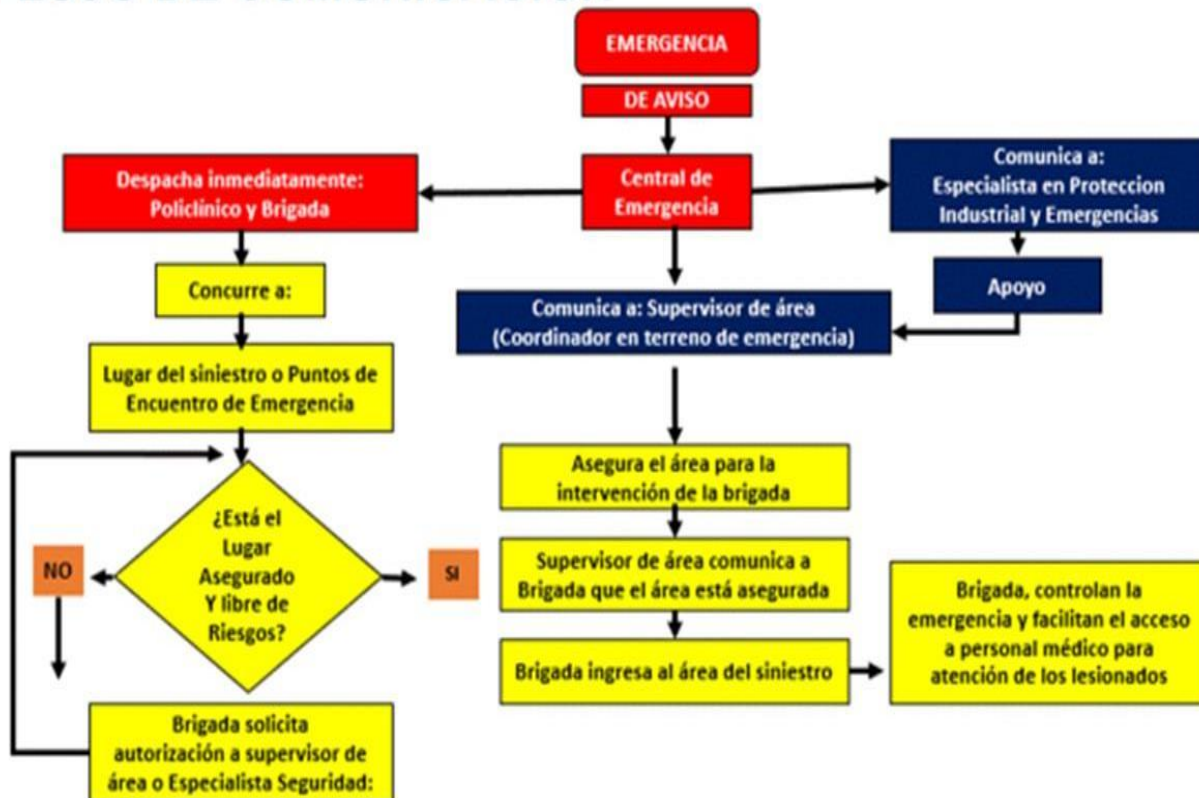 EMERGENCIA
DE AVISO
Central de
Emergencia
Despacha inmediatamente:
Policlínico y Brigada
Comunica a:
Especialista en Proteccion
Industrial y Emergencias
Concurre a:
Apoyo
Comunica a: Supervisor de área
(Coordinador en terreno de emergencia)
Lugar del siniestro o Puntos de
Encuentro de Emergencia
¿Está el
Lugar
Asegurado
Y libre de
Riesgos?
NO
SI
Brigada solicita
autorización a supervisor de
área o Especialista Seguridad:
Asegura el área para la
intervención de la brigada
Supervisor de área comunica a
Brigada que el área está asegurada
Brigada ingresa al área del siniestro
Brigada, controlan la
emergencia y facilitan el acceso
a personal médico para
atención de los lesionados